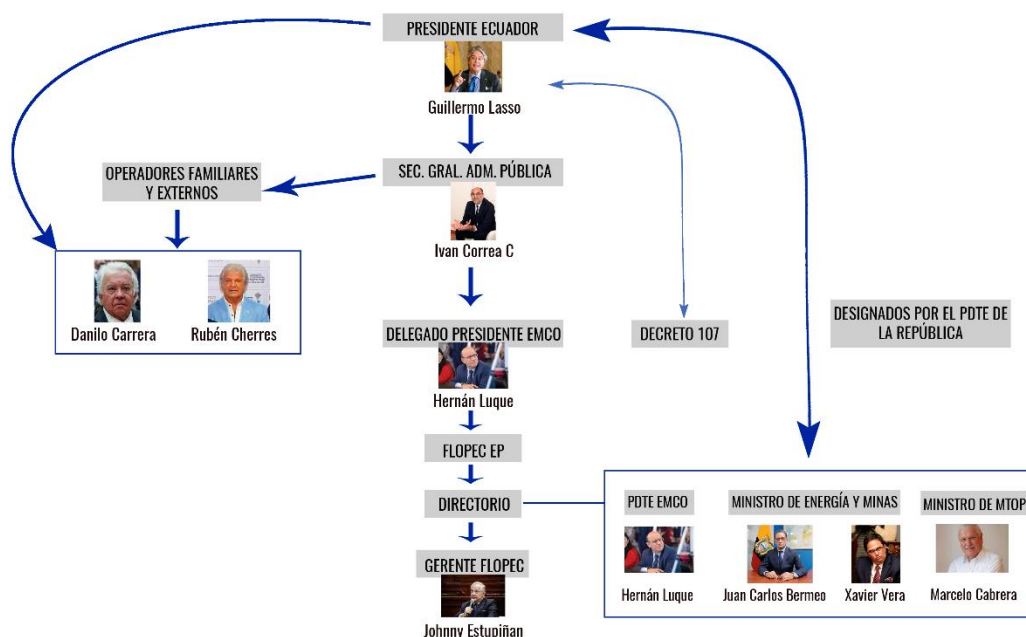 PRESIDENTE ECUADOR
Guillermo Lasso
SEC. GRAL. ADM. PÚBLICA
Ivan Correa C
OPERADORES FAMILIARES
Y EXTERNOS
Danilo Carrera
Rubén Cherres
DELEGADO PRESIDENTE EMCO
Hernán Luque
DECRETO 107
DESIGNADOS POR EL PDTE DE
LA REPÚBLICA
FLOPEC EP
DIRECTORIO
GERENTE FLOPEC
Johnny Estupiñan
PDTE EMCO
Hernán Luque
MINISTRO DE ENERGÍA Y MINAS
Juan Carlos Bermeo
Xavier Vera
MINISTRO DE MTOP
Marcelo Cabrera